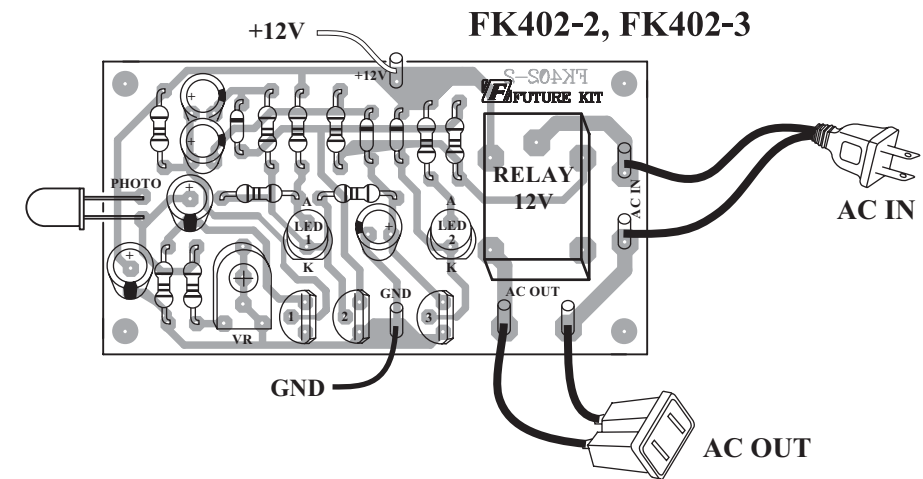 FK402-2, FK402-3
+12V
+12V
FK402-2
F FUTURE KIT
PHOTO
RELAY
12V
AC IN
AC IN
A
LED
1
K
A
LED
2
K
AC OUT
GND
1
2
3
VR
GND
AC OUT
+
+
+
+
+